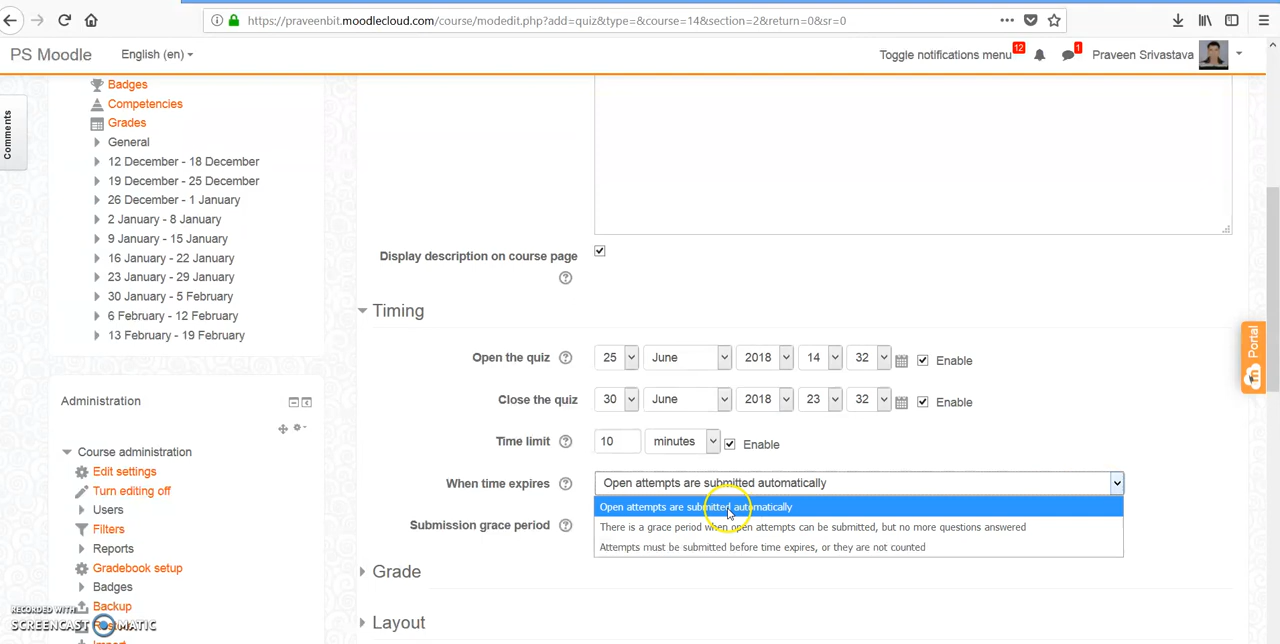 https://praveenbit.moodlecloud.com/course/modedit.php?add=quiz&type=&course=14&section=2&return=0&sr=0
PS Moodle
English (en)
Toggle notifications menu
12
1
Praveen Srivastava
Comments
Badges
Competencies
Grades
General
12 December - 18 December
19 December - 25 December
26 December - 1 January
2 January - 8 January
9 January - 15 January
16 January - 22 January
23 January - 29 January
30 January - 5 February
6 February - 12 February
13 February - 19 February
Administration
Course administration
Edit settings
Turn editing off
Users
Filters
Reports
Gradebook setup
Badges
Backup
RECORDED WITH
SCREENCAST MATIC
Display description on course page
Timing
Open the quiz 25 June 2018 14 32 Enable
Close the quiz 30 June 2018 23 32 Enable
Time limit 10 minutes Enable
When time expires Open attempts are submitted automatically
Open attempts are submitted automatically
There is a grace period when open attempts can be submitted, but no more questions answered
Attempts must be submitted before time expires, or they are not counted
Submission grace period
Grade
Layout
Portal